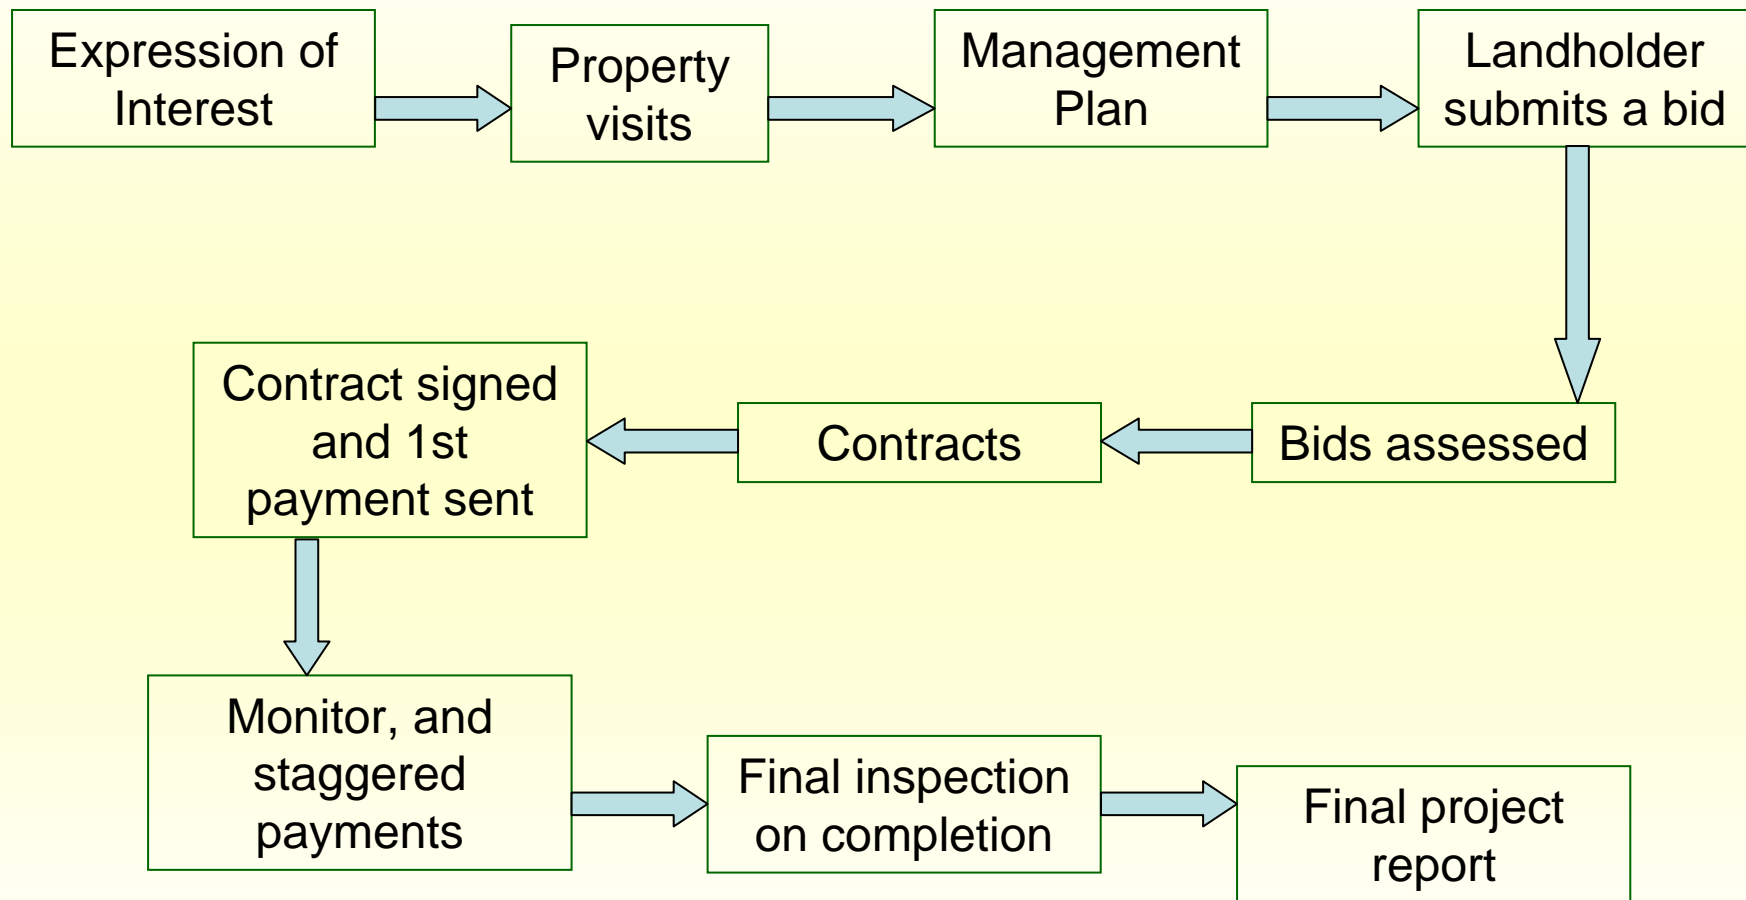 Expression of
Interest
Property
visits
Management
Plan
Landholder
submits a bid
Contract signed
and 1st
payment sent
Contracts
Bids assessed
Monitor, and
staggered
payments
Final inspection
on completion
Final project
report